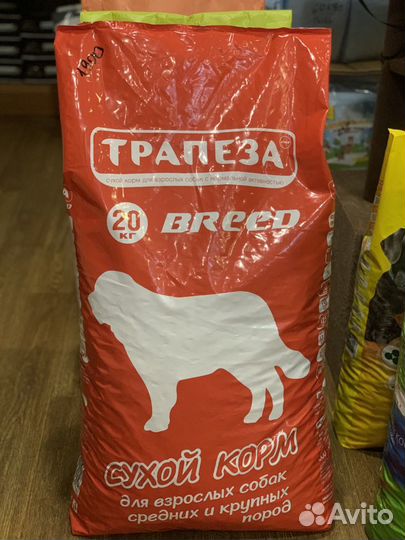 ТРАПЕЗА
сухой корм для взрослых собак с нормальной активностью
20
КГ
BREED
СУХОЙ КОРМ
для взрослых собак
средних и крупных
пород
Avito